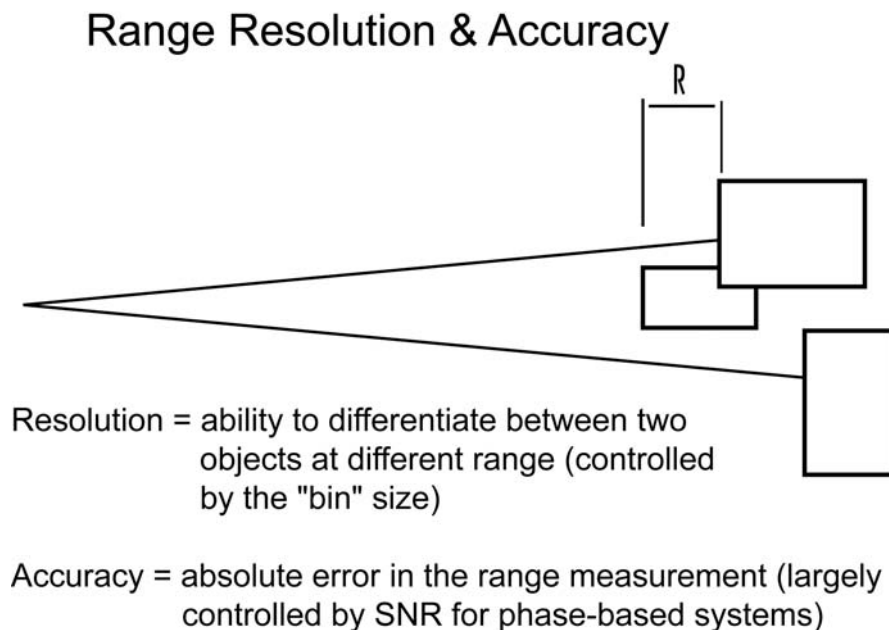 Range Resolution & Accuracy
R
Resolution = ability to differentiate between two
objects at different range (controlled
by the "bin" size)
Accuracy = absolute error in the range measurement (largely
controlled by SNR for phase-based systems)